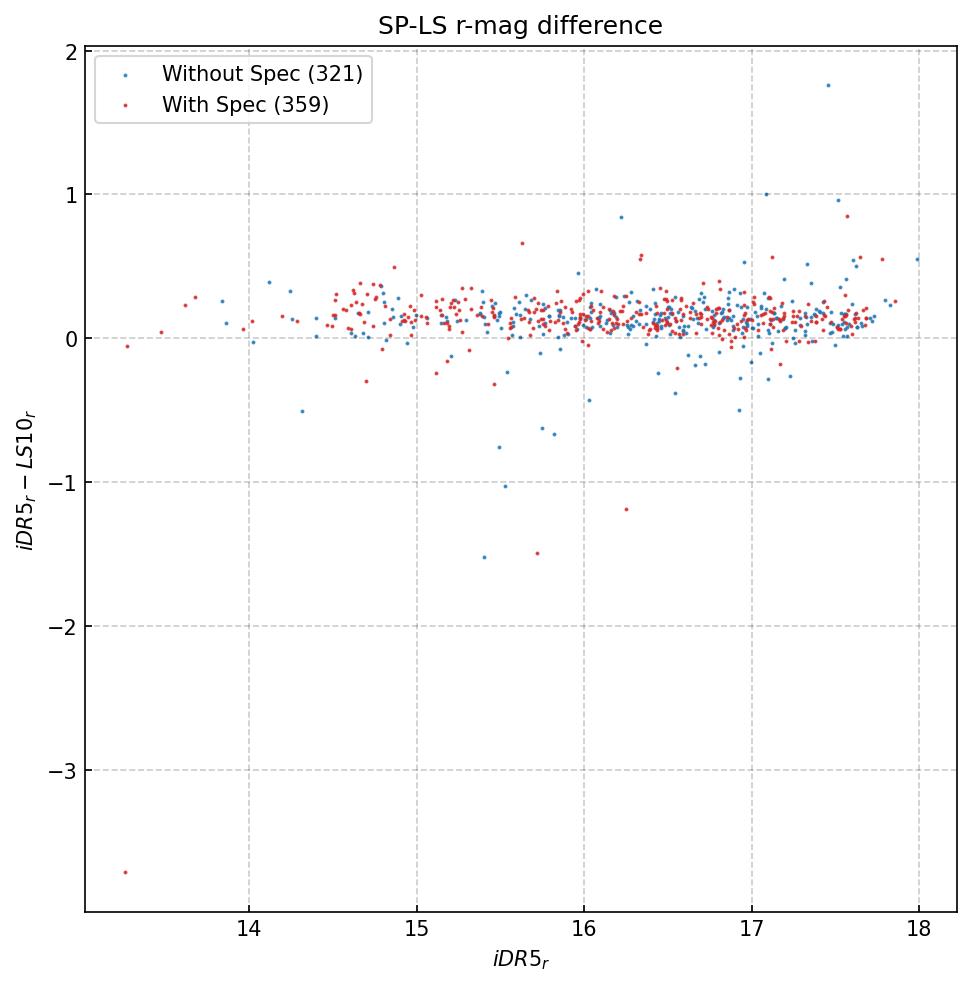 SP-LS r-mag difference
Without Spec (321)
With Spec (359)
2
1
0
−1
−2
−3
iDR5r − LS10r
14
15
16
17
18
iDR5r